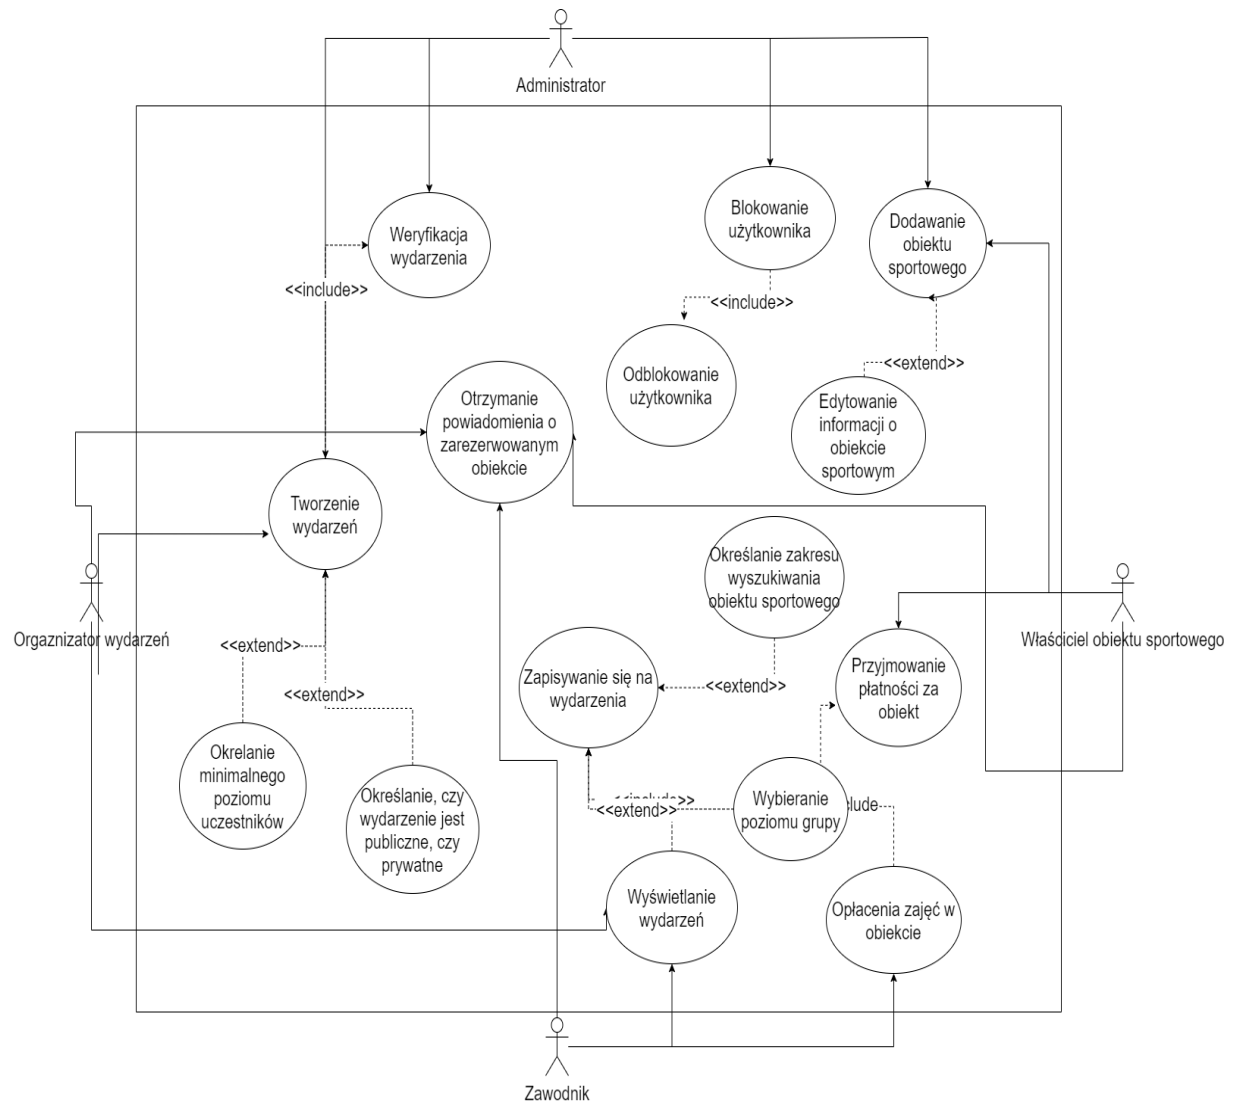 Administrator
Weryfikacja
wydarzenia
<<include>>
Blokowanie
użytkownika
<<include>>
Dodawanie
obiektu
sportowego
Odblokowanie
użytkownika
<<extend>>
Edytowanie
informacji o
obiekcie
sportowym
Otrzymanie
powiadomienia o
zarezerwowanym
obiekcie
Tworzenie
wydarzeń
Określanie zakresu
wyszukiwania
obiektu sportowego
Orgaznizator wydarzeń
Właściciel obiektu sportowego
<<extend>>
<<extend>>
Zapisywanie się na
wydarzenia
<<extend>>
Przyjmowanie
płatności za
obiekt
Okrelanie
minimalnego
poziomu
uczestników
Określanie, czy
wydarzenie jest
publiczne, czy
prywatne
<<include>>
<<extend>>
Wybieranie
poziomu grupy
clude
Wyświetlanie
wydarzeń
Opłacenia zajęć w
obiekcie
Zawodnik